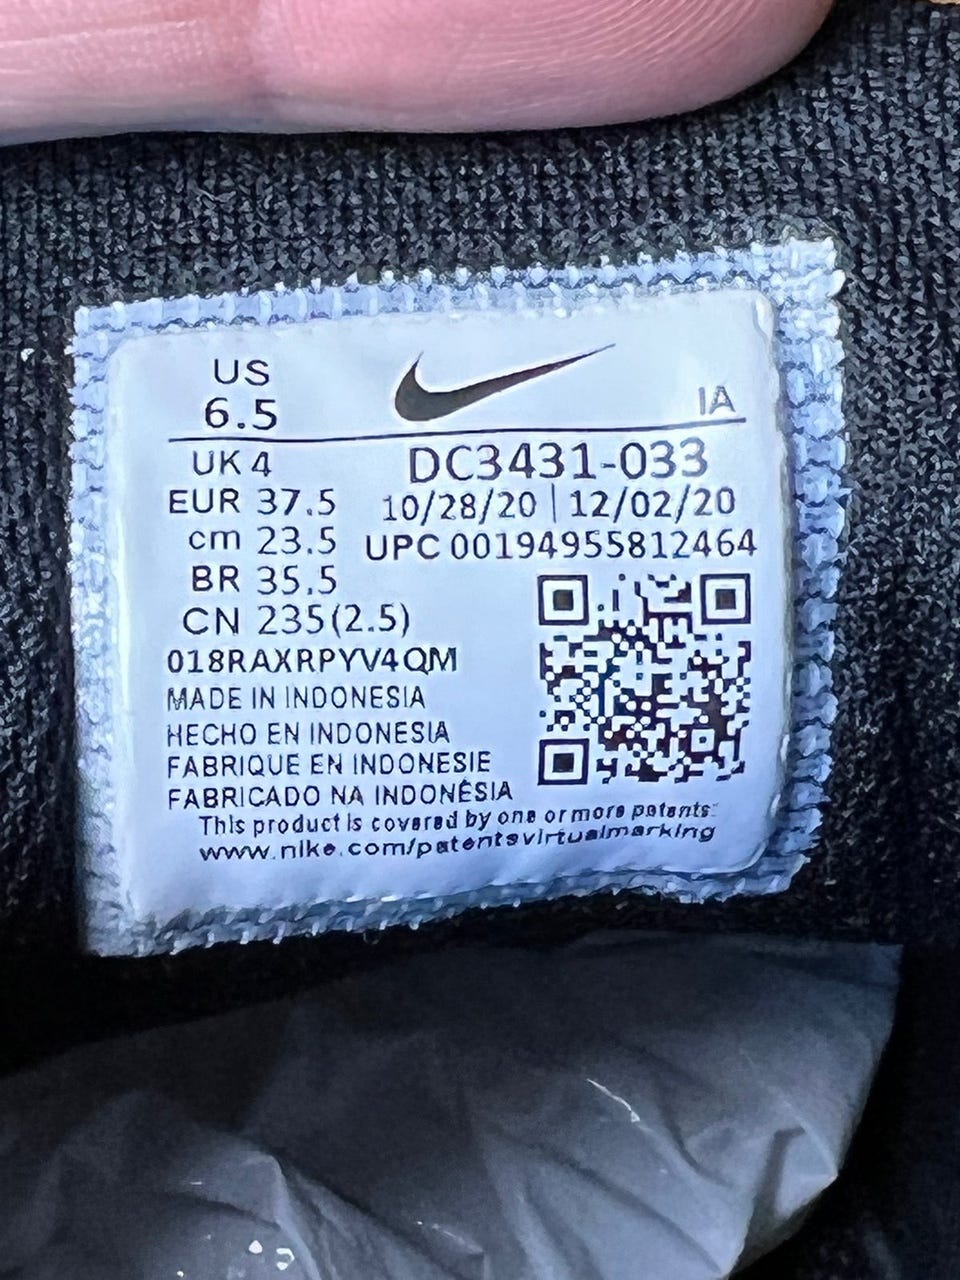 US
6.5
IA
UK 4
DC3431-033
EUR 37.5
10/28/20 | 12/02/20
cm 23.5
UPC 00194955812464
BR 35.5
CN 235(2.5)
018RAXRPYV4QM
MADE IN INDONESIA
HECHO EN INDONESIA
FABRIQUE EN INDONESIE
FABRICADO NA INDONÉSIA
This product is covered by one or more patents:
www.nike.com/patentsvirtualmarking